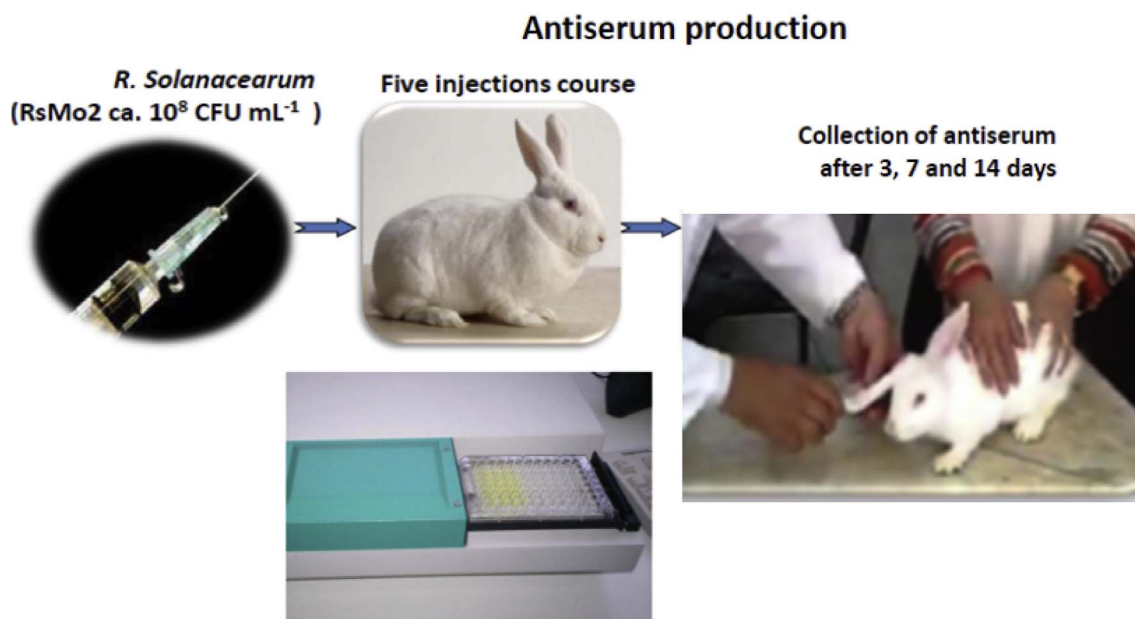 Antiserum production
R. Solanacearum
(RsMo2 ca. 10⁸ CFU mL⁻¹ )
Five injections course
Collection of antiserum
after 3, 7 and 14 days